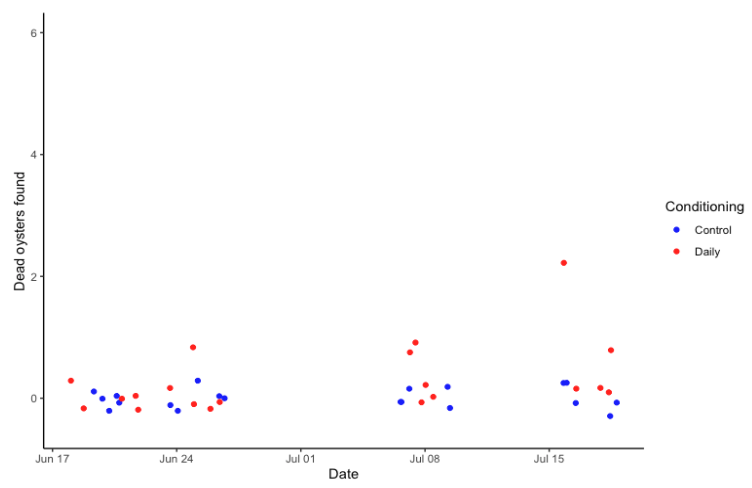 6
4
2
0
Dead oysters found
Jun 17
Jun 24
Jul 01
Jul 08
Jul 15
Date
Conditioning
Control
Daily